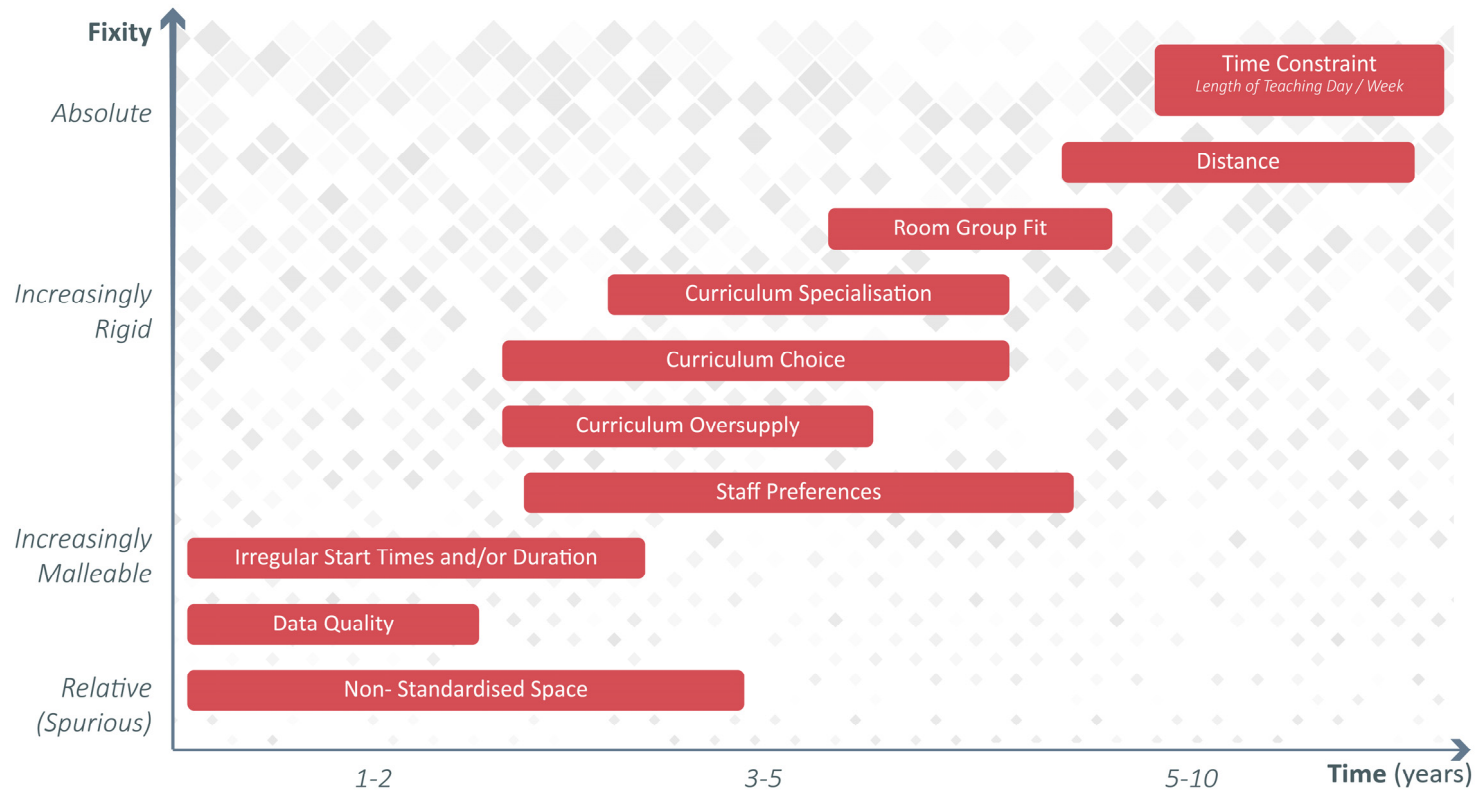 Fixity
Absolute
Time Constraint
Length of Teaching Day / Week
Distance
Room Group Fit
Increasingly
Rigid
Curriculum Specialisation
Curriculum Choice
Curriculum Oversupply
Staff Preferences
Increasingly
Malleable
Irregular Start Times and/or Duration
Data Quality
Relative
(Spurious)
Non- Standardised Space
1-2
3-5
5-10
Time (years)